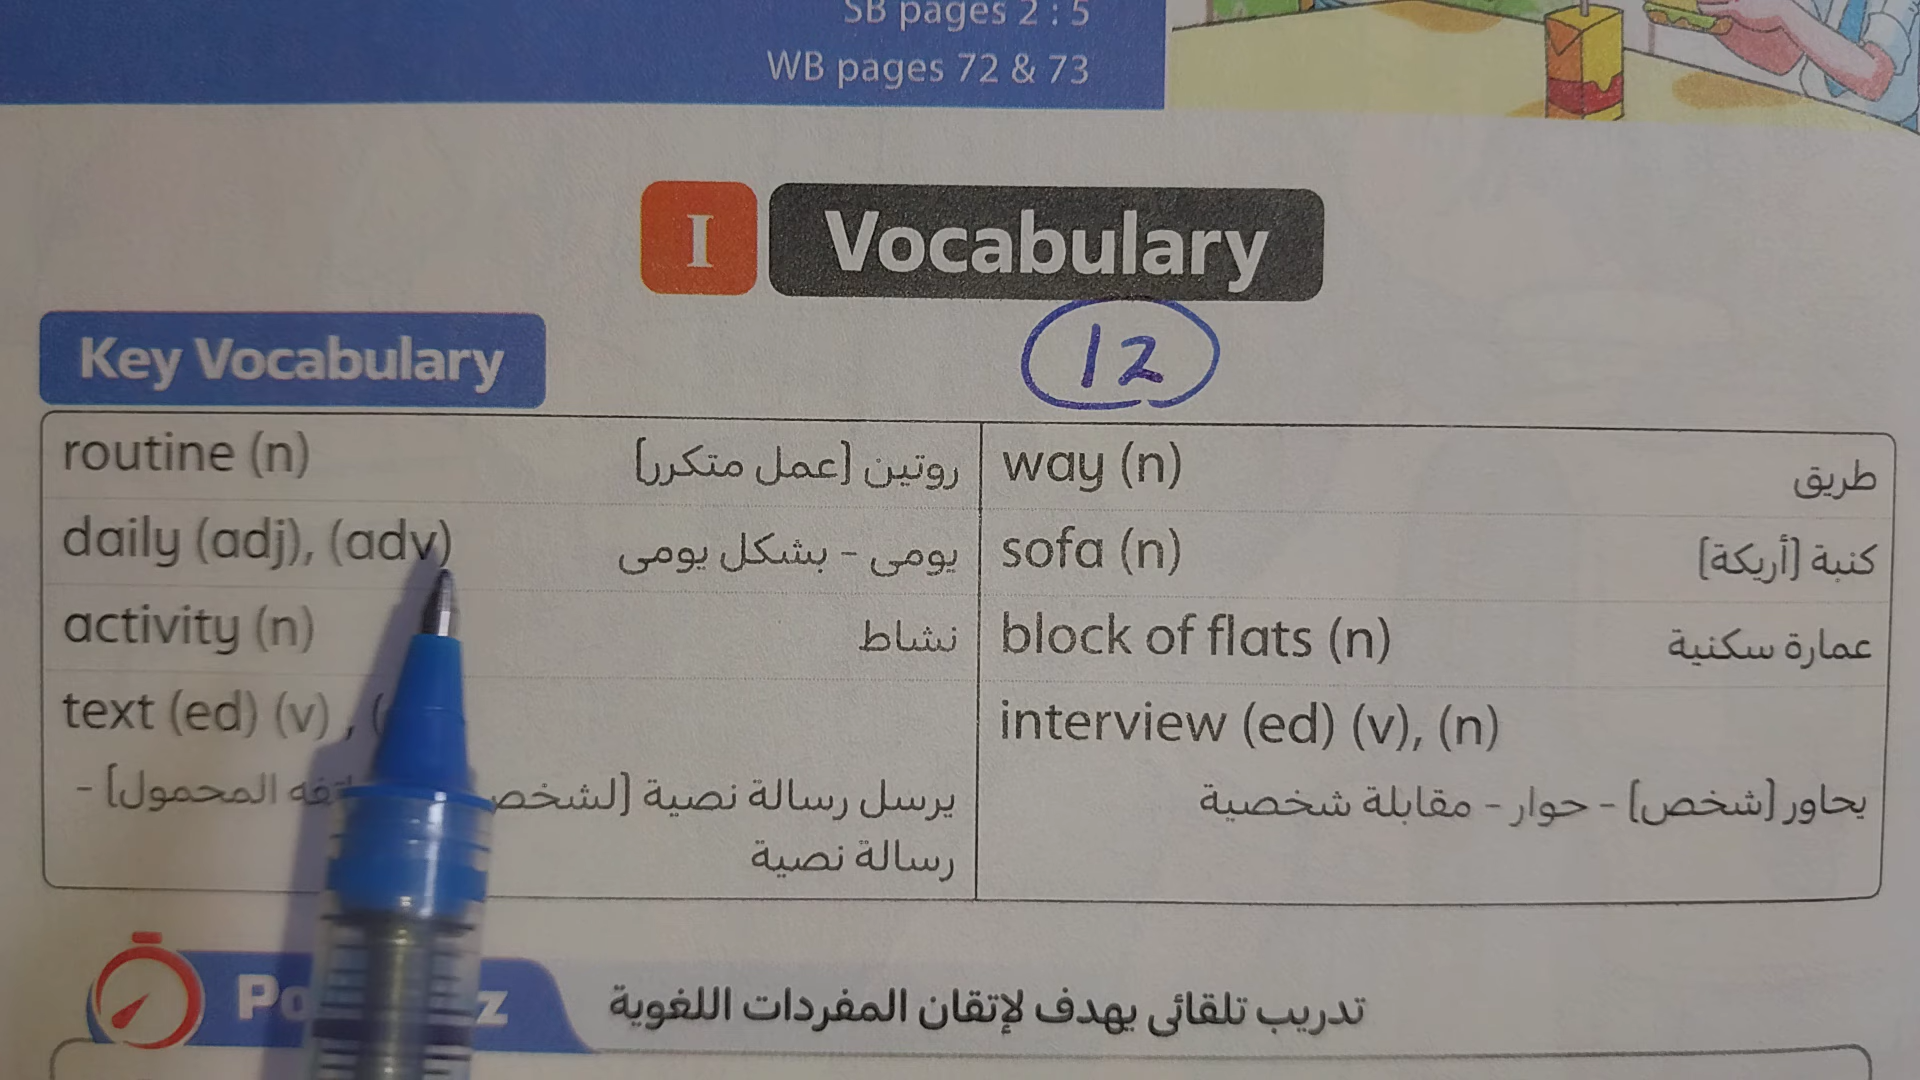 SB pages 2 : 5
WB pages 72 & 73
I Vocabulary
12
Key Vocabulary
routine (n) روتين [عمل متكرر]
way (n) طريق
daily (adj), (adv) يومى - بشكل يومى
sofa (n) كنبة [أريكة]
activity (n) نشاط
block of flats (n) عمارة سكنية
text (ed) (v) , (
يرسل رسالة نصية [لشخص المحمول] -
رسالة نصية
interview (ed) (v), (n)
يحاور [شخص] - حوار - مقابلة شخصية
تدريب تلقائى يهدف لإتقان المفردات اللغوية